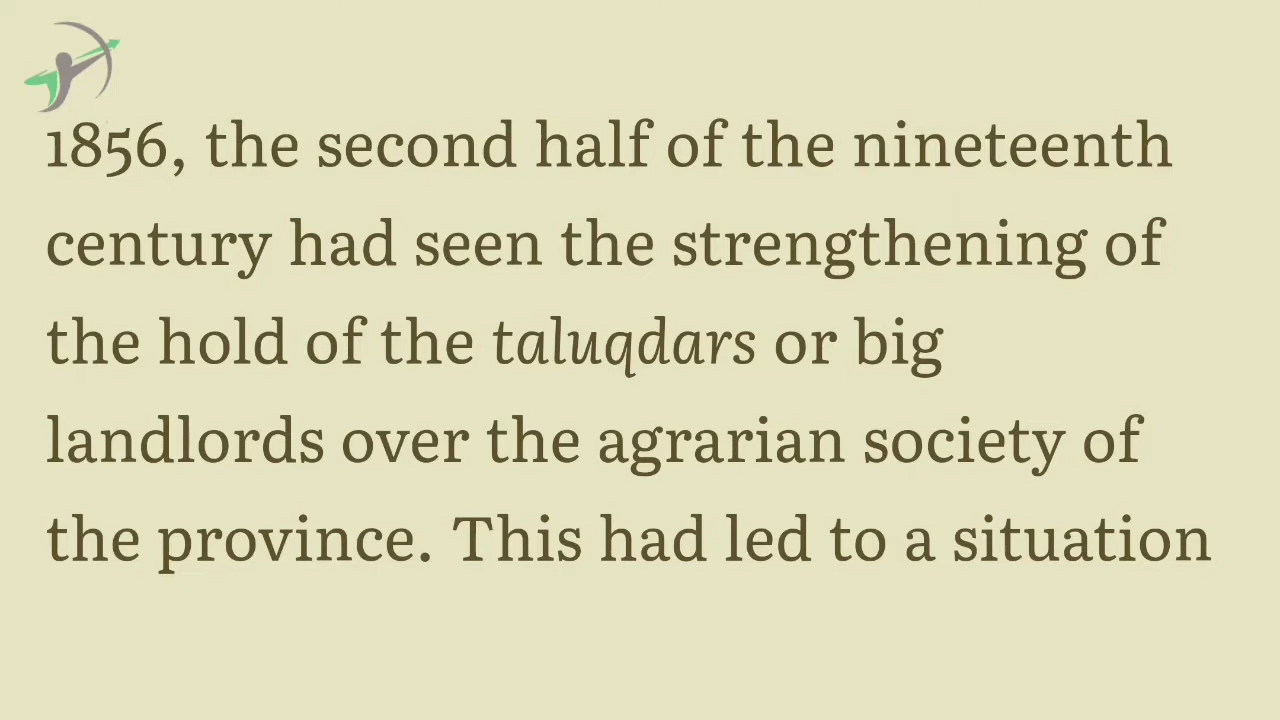 1856, the second half of the nineteenth
century had seen the strengthening of
the hold of the taluqdars or big
landlords over the agrarian society of
the province. This had led to a situation